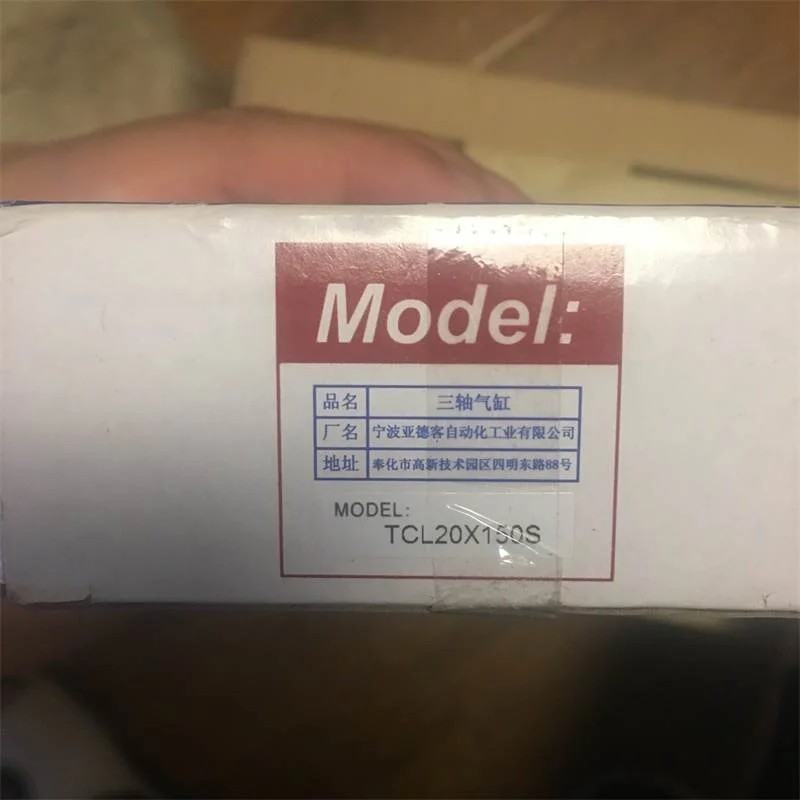 Model:
品名 三轴气缸
厂名 宁波亚德客自动化工业有限公司
地址 奉化市高新技术园区四明东路88号
MODEL:
TCL20X150S